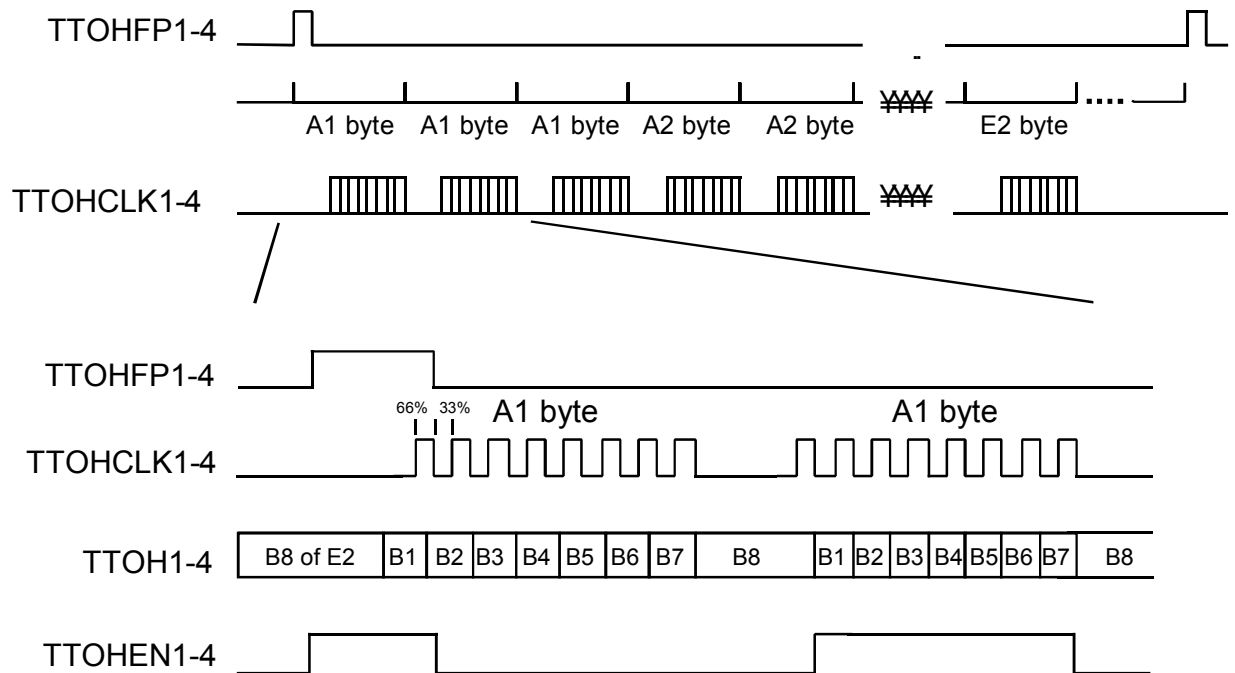 TTOHFP1-4
A1 byte A1 byte A1 byte A2 byte A2 byte ¥¥¥¥ E2 byte ....
TTOHCLK1-4 ¥¥¥¥
TTOHFP1-4
66% 33% A1 byte A1 byte
TTOHCLK1-4
TTOH1-4 B8 of E2 B1 B2 B3 B4 B5 B6 B7 B8 B1 B2 B3 B4 B5 B6 B7 B8
TTOHEN1-4